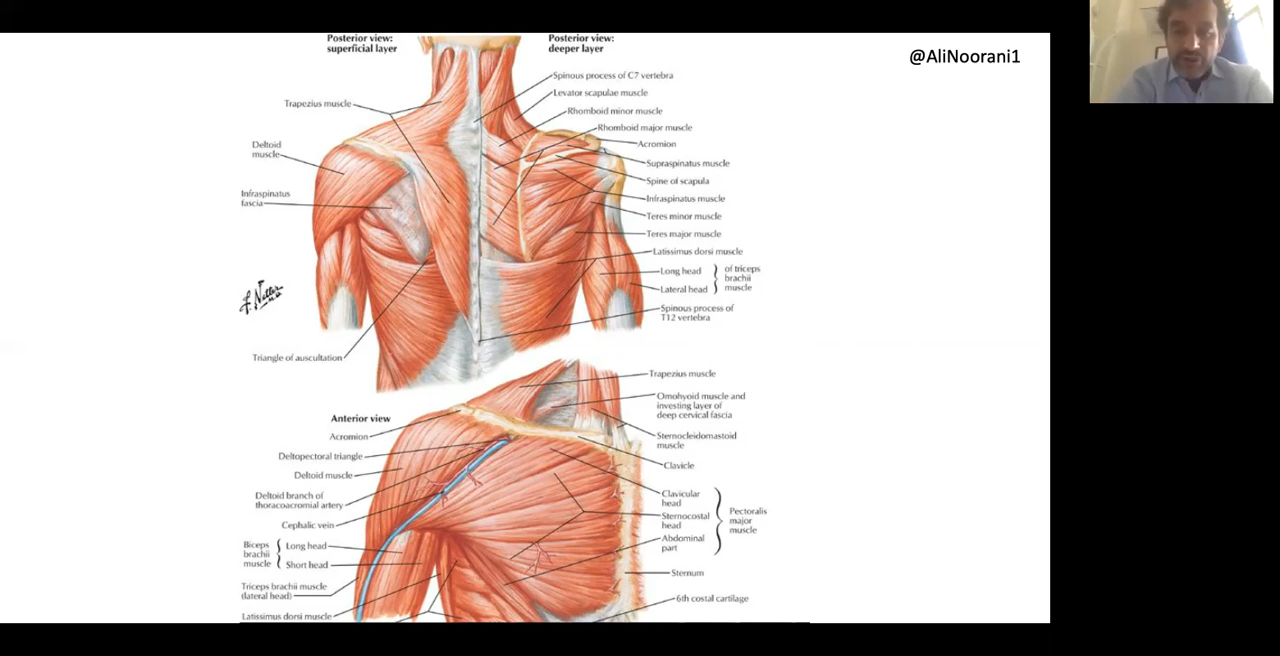 Posterior view:
superficial layer
Posterior view:
deeper layer
@AliNoorani1
Spinous process of C7 vertebra
Levator scapulae muscle
Rhomboid minor muscle
Rhomboid major muscle
Acromion
Supraspinatus muscle
Spine of scapula
Infraspinatus muscle
Teres minor muscle
Teres major muscle
Latissimus dorsi muscle
Long head
Lateral head
of triceps
brachii
muscle
Spinous process of
T12 vertebra
Trapezius muscle
Deltoid
muscle
Infraspinatus
fascia
Triangle of auscultation
Anterior view
Acromion
Deltopectoral triangle
Deltoid muscle
Deltoid branch of
thoracoacromial artery
Cephalic vein
Biceps
brachii
muscle
Long head
Short head
Triceps brachii muscle
(lateral head)
Latissimus dorsi muscle
Trapezius muscle
Omohyoid muscle and
investing layer of
deep cervical fascia
Sternocleidomastoid
muscle
Clavicle
Clavicular
head
Sternocostal
head
Abdominal
part
Pectoralis
major
muscle
Sternum
6th costal cartilage